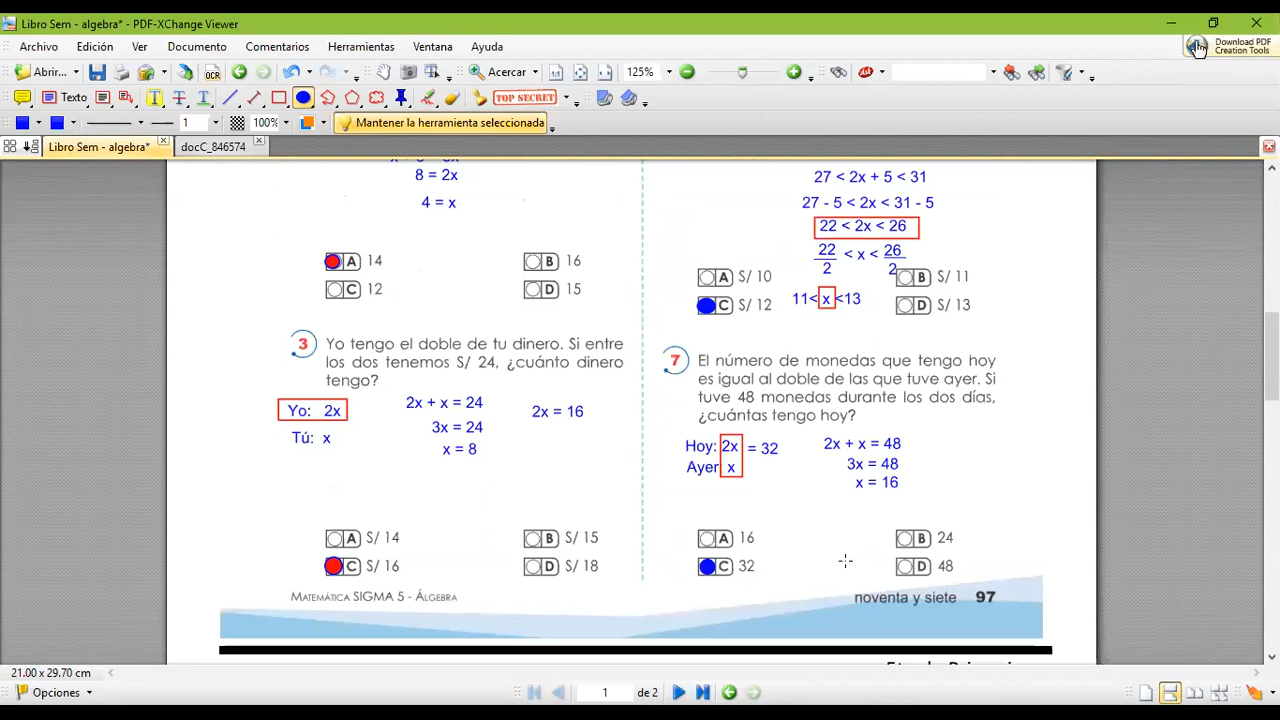 Libro Sem - algebra* - PDF-XChange Viewer
Archivo Edición Ver Documento Comentarios Herramientas Ventana Ayuda
Download PDF
Creation Tools
Abrir...
OCR
Acercar
125%
Texto
TOP SECRET
1
100%
Mantener la herramienta seleccionada
Libro Sem - algebra*
docC_846574
8 = 2x
4 = x
A 14
B 16
C 12
D 15
3 Yo tengo el doble de tu dinero. Si entre
los dos tenemos S/ 24, ¿cuánto dinero
tengo?
Yo: 2x
Tú: x
2x + x = 24
3x = 24
x = 8
2x = 16
A S/ 14
B S/ 15
C S/ 16
D S/ 18
Matemática SIGMA 5 - Álgebra
27 < 2x + 5 < 31
27 - 5 < 2x < 31 - 5
22 < 2x < 26
22/2 < x < 26/2
11< x <13
A S/ 10
B S/ 11
C S/ 12
D S/ 13
7 El número de monedas que tengo hoy
es igual al doble de las que tuve ayer. Si
tuve 48 monedas durante los dos días,
¿cuántas tengo hoy?
Hoy: 2x = 32
Ayer x
2x + x = 48
3x = 48
x = 16
A 16
B 24
C 32
D 48
noventa y siete 97
21.00 x 29.70 cm
Opciones
1 de 2